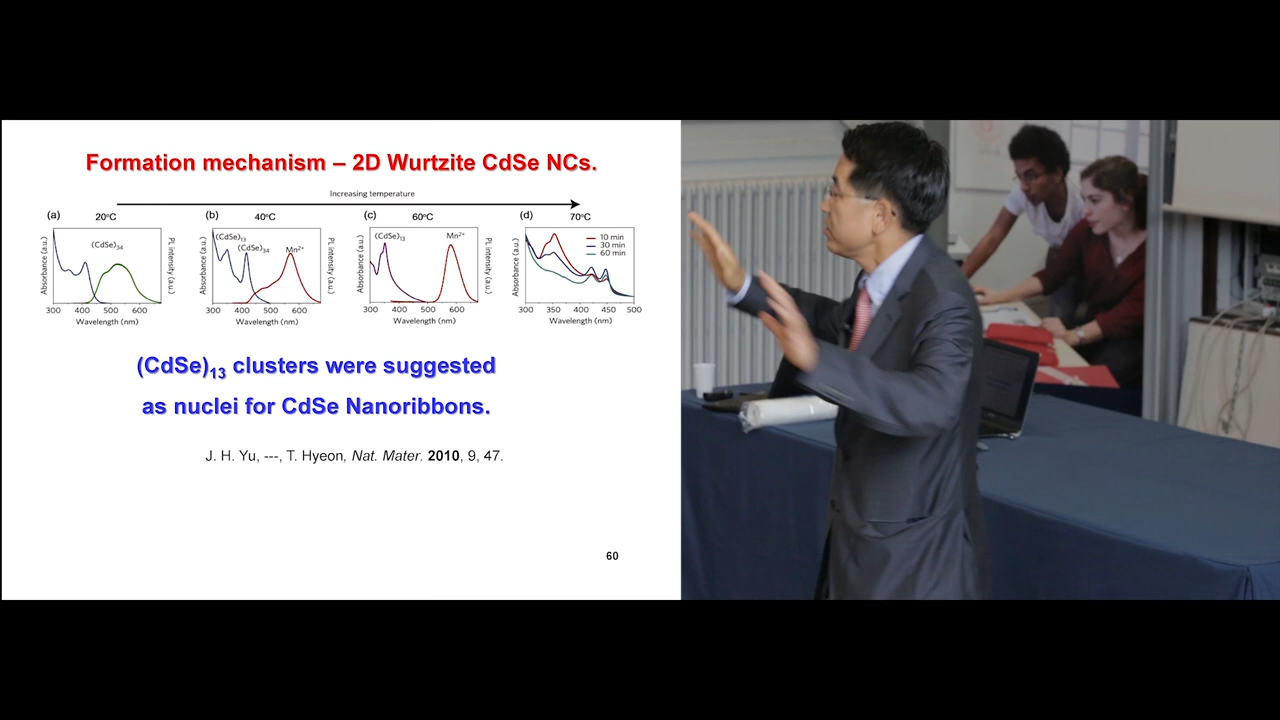 Formation mechanism – 2D Wurtzite CdSe NCs.
Increasing temperature
(a) 20°C (b) 40°C (c) 60°C (d) 70°C
Absorbance (a.u.)
(CdSe)34
PL intensity (a.u.)
300 400 500 600
Wavelength (nm)
Absorbance (a.u.)
(CdSe)13
(CdSe)34
Mn2+
PL intensity (a.u.)
300 400 500 600
Wavelength (nm)
Absorbance (a.u.)
(CdSe)13
Mn2+
PL intensity (a.u.)
300 400 500 600
Wavelength (nm)
Absorbance (a.u.)
10 min
30 min
60 min
300 350 400 450 500
Wavelength (nm)
(CdSe)13 clusters were suggested
as nuclei for CdSe Nanoribbons.
J. H. Yu, ---, T. Hyeon, Nat. Mater. 2010, 9, 47.
60